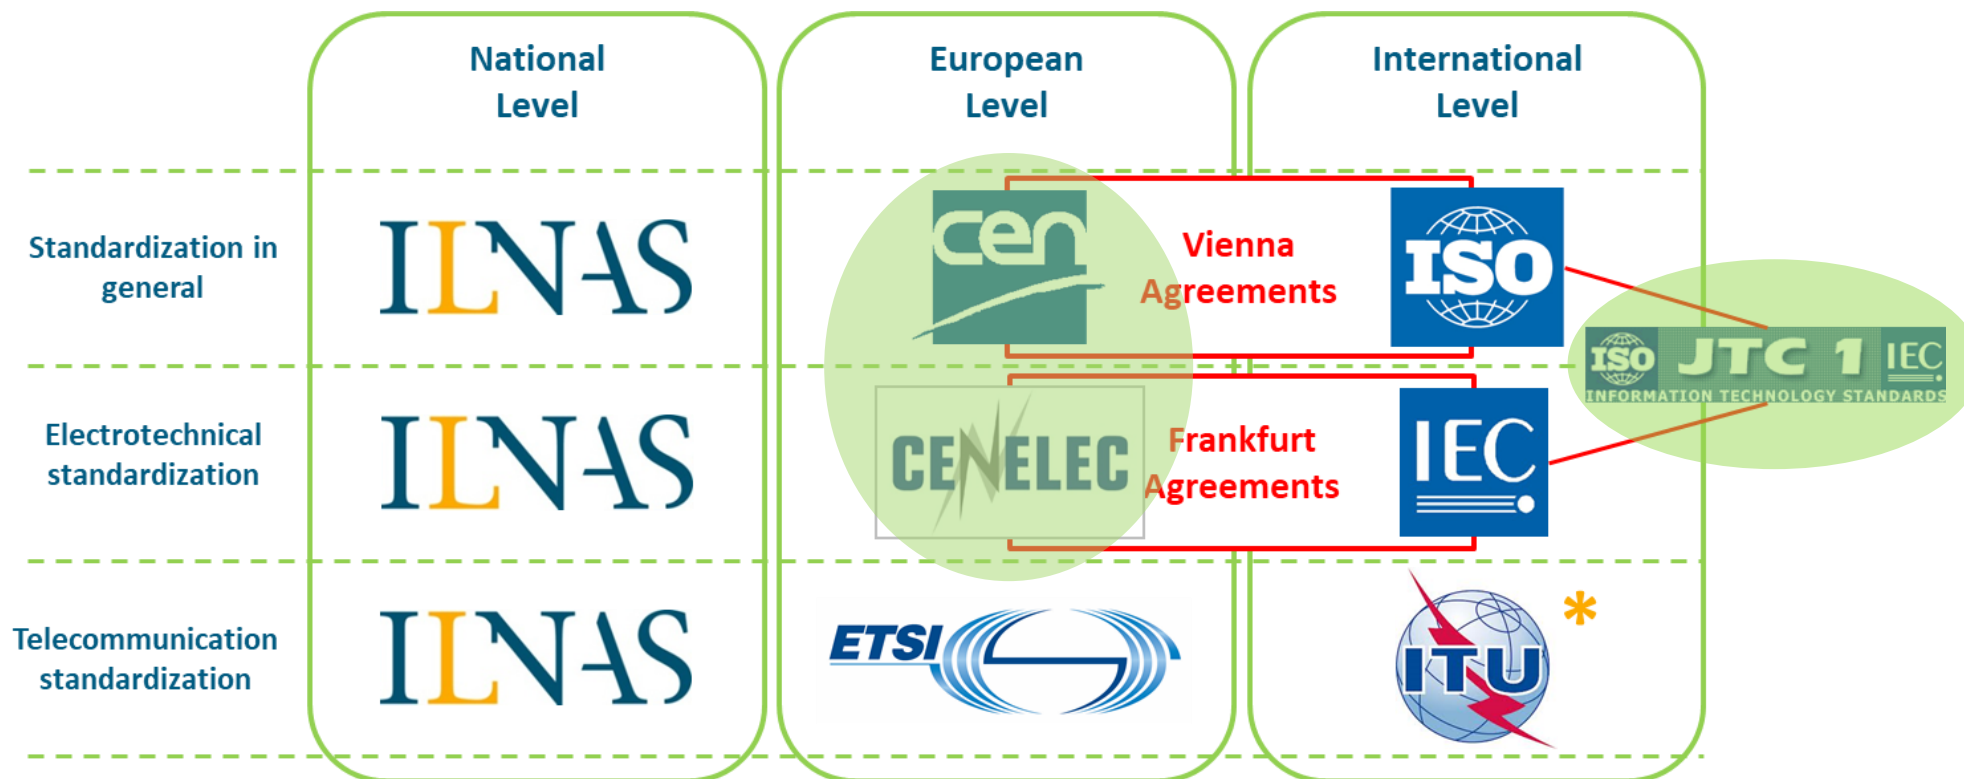 National
Level
European
Level
International
Level
Standardization in
general
ILNAS
cen
Vienna
Agreements
ISO
ISO JTC 1 IEC
INFORMATION TECHNOLOGY STANDARDS
Electrotechnical
standardization
ILNAS
CENELEC
Frankfurt
Agreements
IEC
Telecommunication
standardization
ILNAS
ETSI
ITU
*